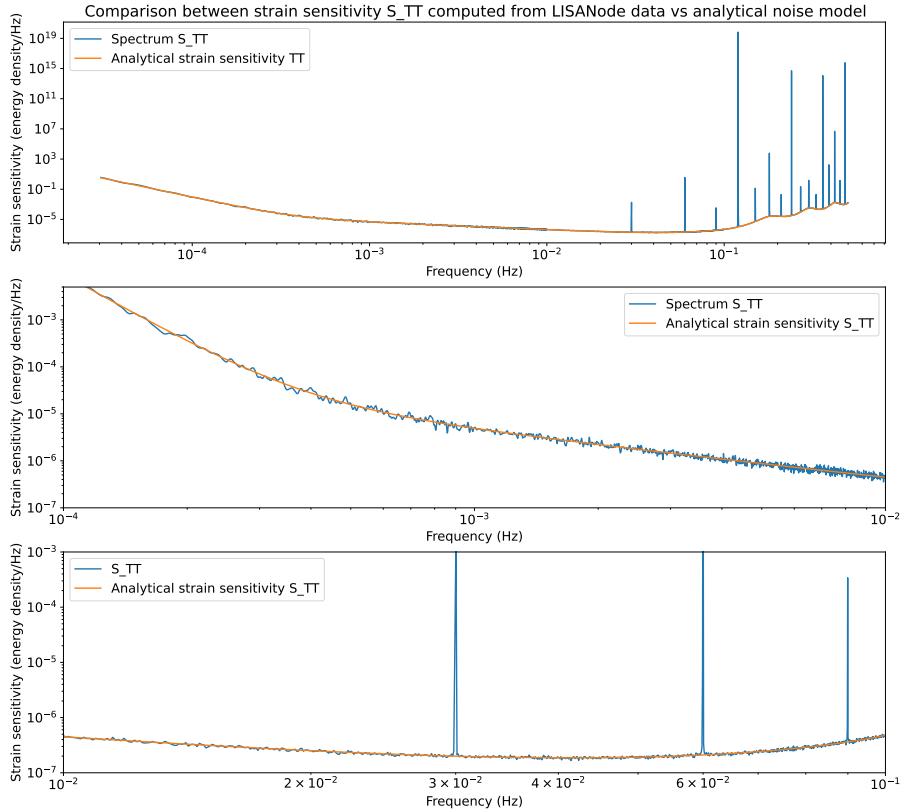 Comparison between strain sensitivity S_TT computed from LISANode data vs analytical noise model
Strain sensitivity (energy density/Hz)
10^19
10^15
10^11
10^7
10^3
10^-1
10^-5
Spectrum S_TT
Analytical strain sensitivity TT
10^-4
10^-3
10^-2
10^-1
Frequency (Hz)
Strain sensitivity (energy density/Hz)
10^-3
10^-4
10^-5
10^-6
10^-7
Spectrum S_TT
Analytical strain sensitivity S_TT
10^-4
10^-3
10^-2
Frequency (Hz)
Strain sensitivity (energy density/Hz)
10^-3
10^-4
10^-5
10^-6
10^-7
S_TT
Analytical strain sensitivity S_TT
10^-2
2 × 10^-2
3 × 10^-2
4 × 10^-2
6 × 10^-2
10^-1
Frequency (Hz)